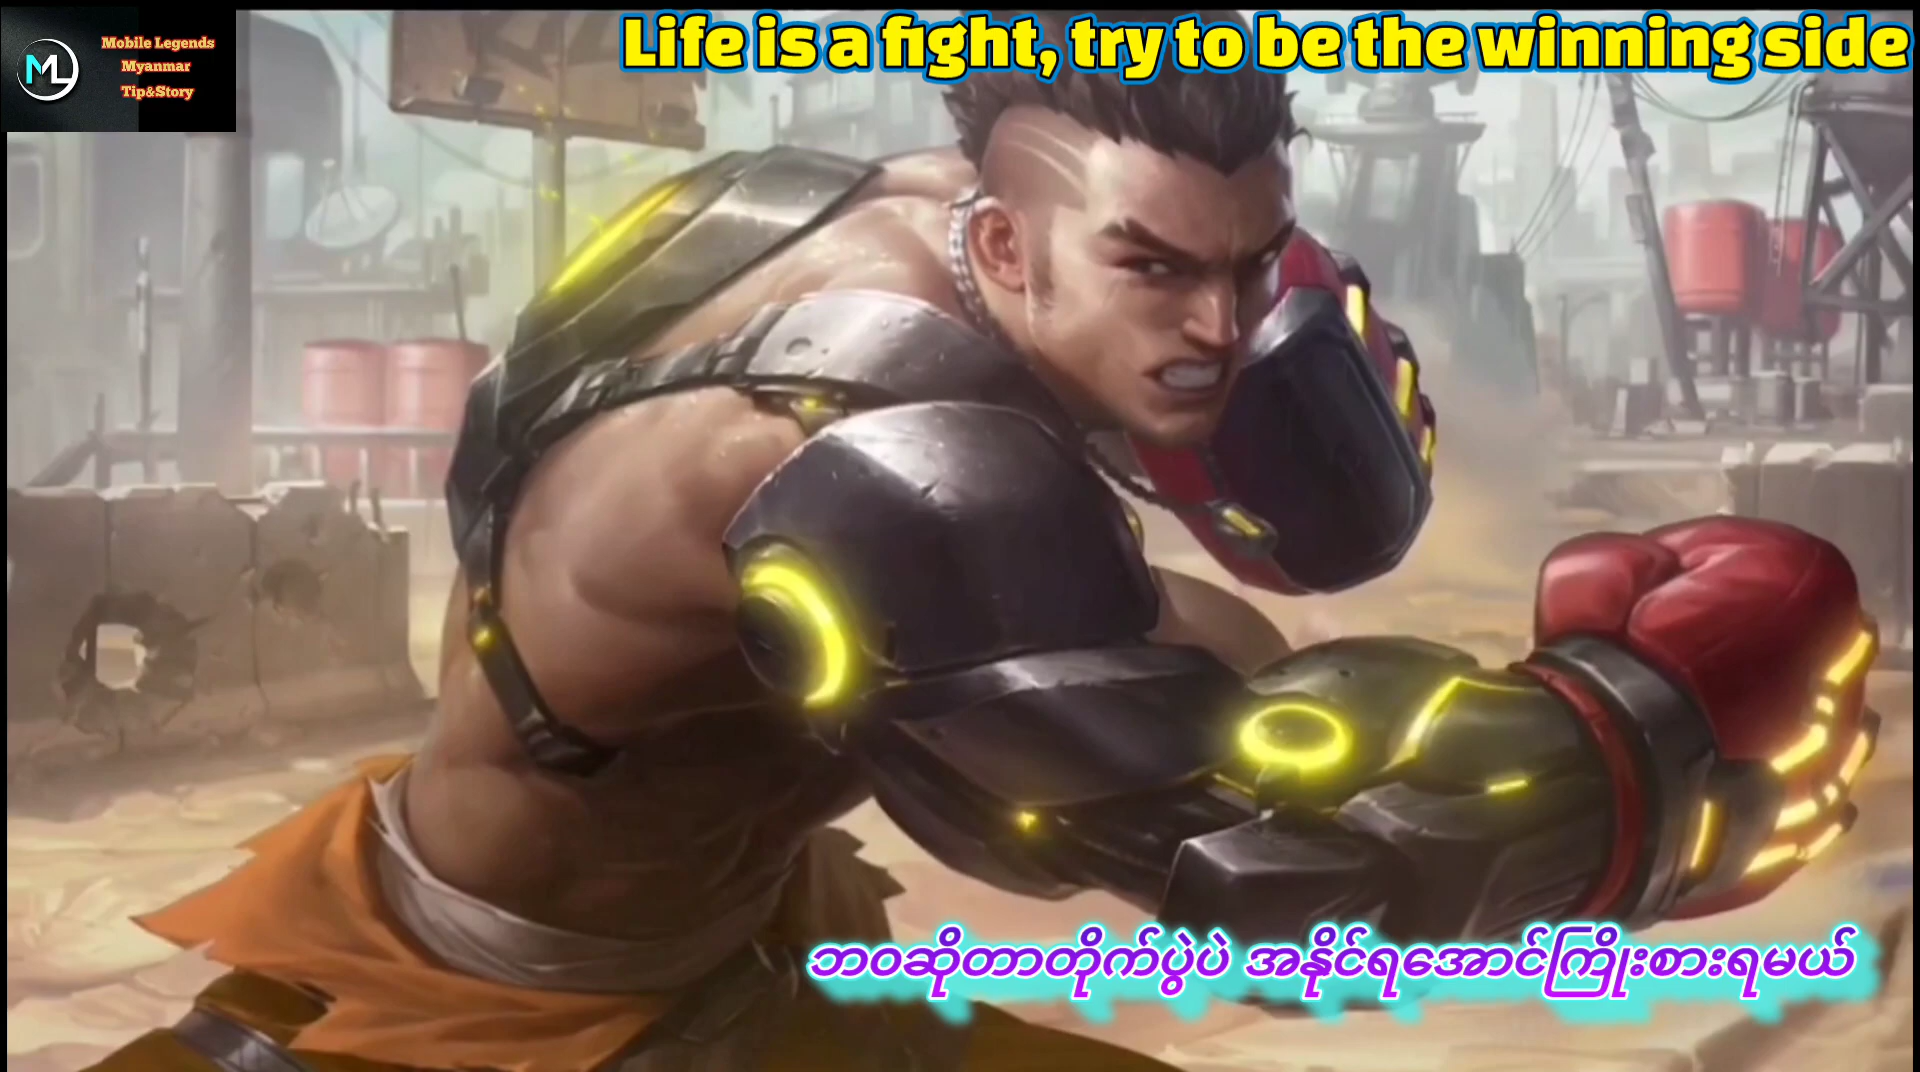 Mobile Legends
Myanmar
Tip&Story
ML
Life is a fight, try to be the winning side
ဘဝဆိုတာတိုက်ပွဲပဲ အနိုင်ရအောင်ကြိုးစားရမယ်